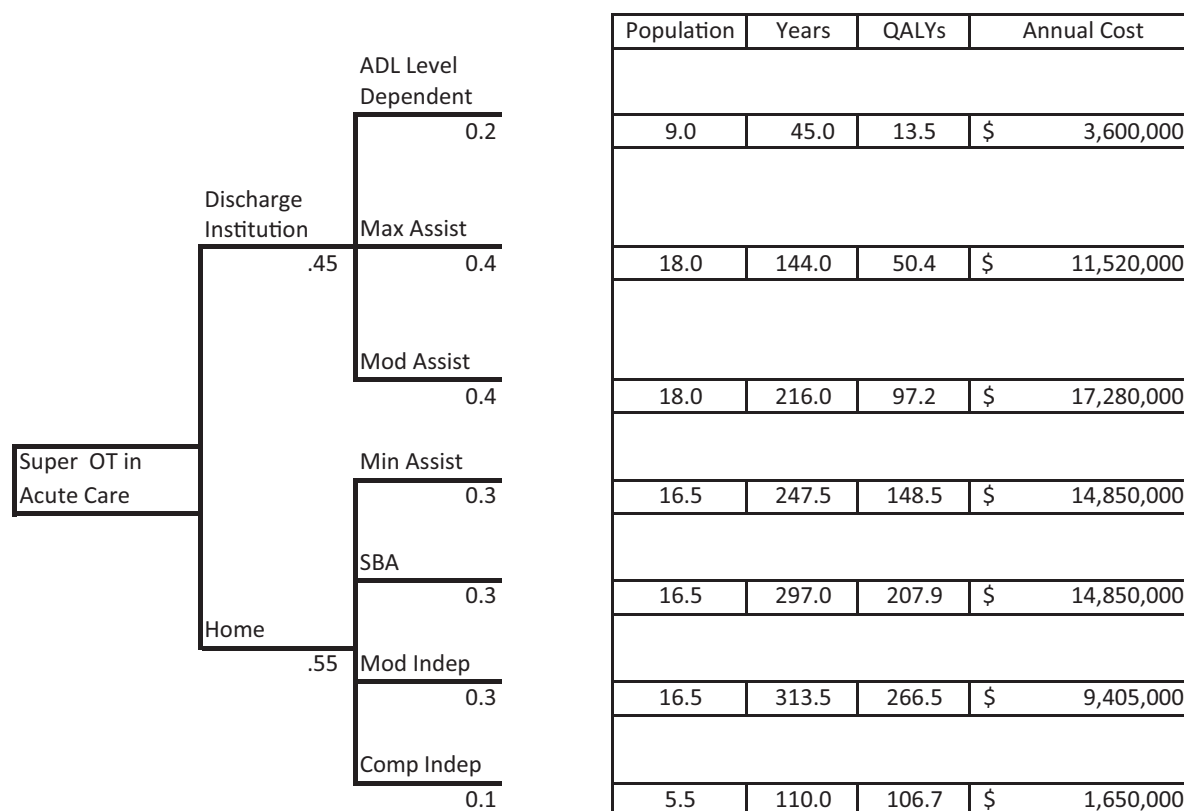 Population Years QALYs Annual Cost
ADL Level
Dependent
0.2 9.0 45.0 13.5 $ 3,600,000
Discharge
Institution Max Assist
.45 0.4 18.0 144.0 50.4 $ 11,520,000
Mod Assist
0.4 18.0 216.0 97.2 $ 17,280,000
Super OT in Min Assist
Acute Care 0.3 16.5 247.5 148.5 $ 14,850,000
SBA
0.3 16.5 297.0 207.9 $ 14,850,000
Home
.55 Mod Indep
0.3 16.5 313.5 266.5 $ 9,405,000
Comp Indep
0.1 5.5 110.0 106.7 $ 1,650,000